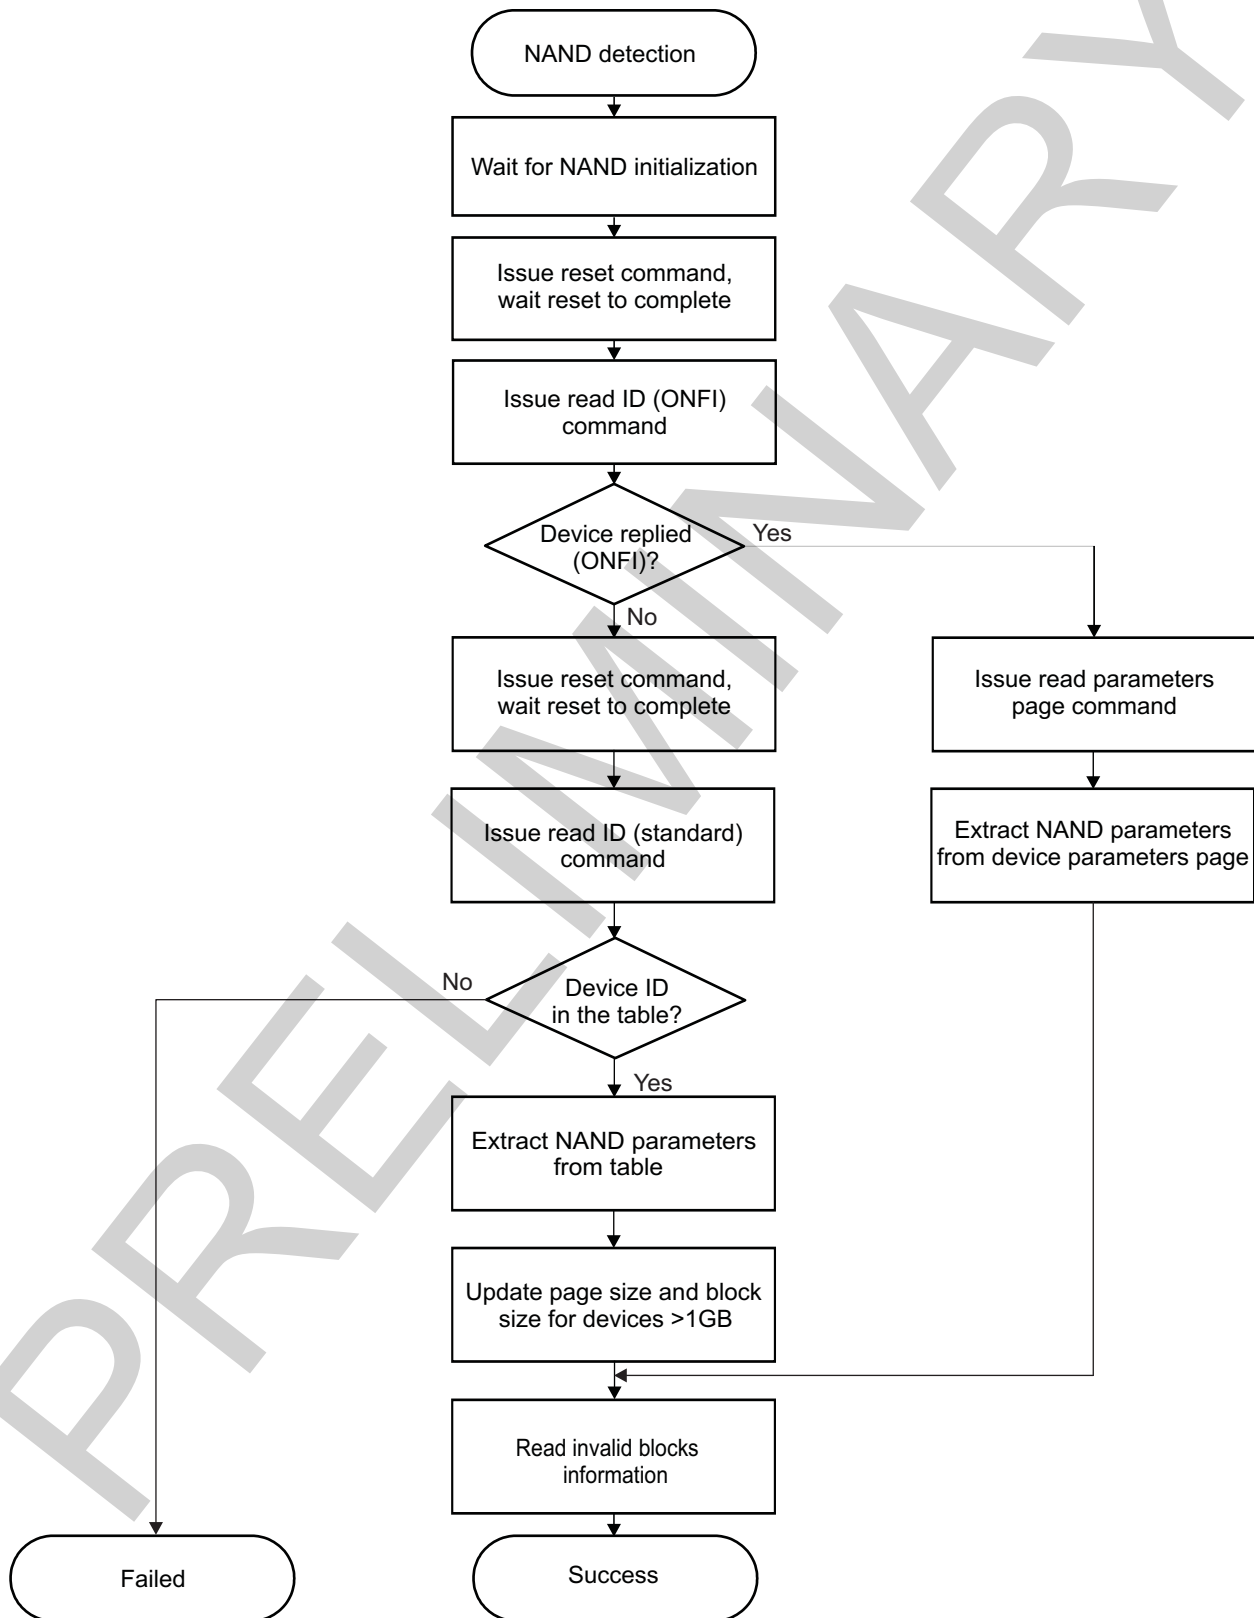 NAND detection
Wait for NAND initialization
Issue reset command,
wait reset to complete
Issue read ID (ONFI)
command
Device replied
(ONFI)?
Yes
No
Issue reset command,
wait reset to complete
Issue read parameters
page command
Issue read ID (standard)
command
Extract NAND parameters
from device parameters page
No
Device ID
in the table?
Yes
Extract NAND parameters
from table
Update page size and block
size for devices >1GB
Read invalid blocks
information
Failed
Success
PRELIMINARY